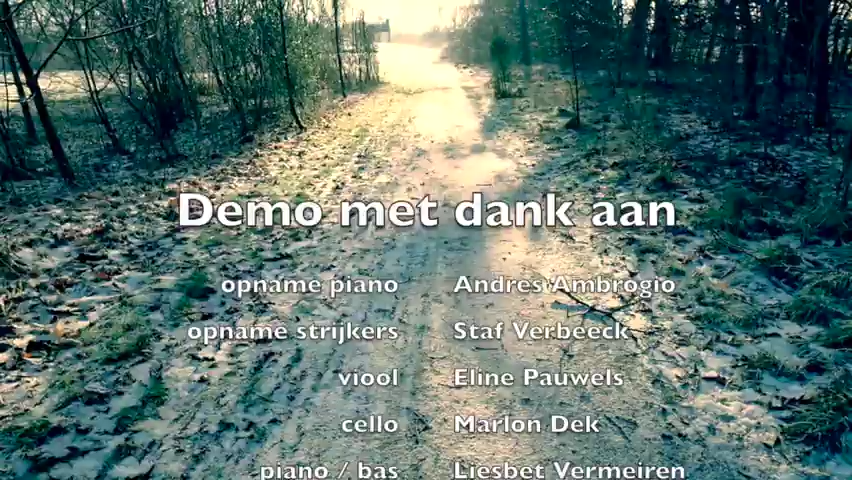 Demo met dank aan
opname piano Andres Ambrogio
opname strijkers Staf Verbeeck
viool Eline Pauwels
cello Marlon Dek
piano / bas Liesbet Vermeiren